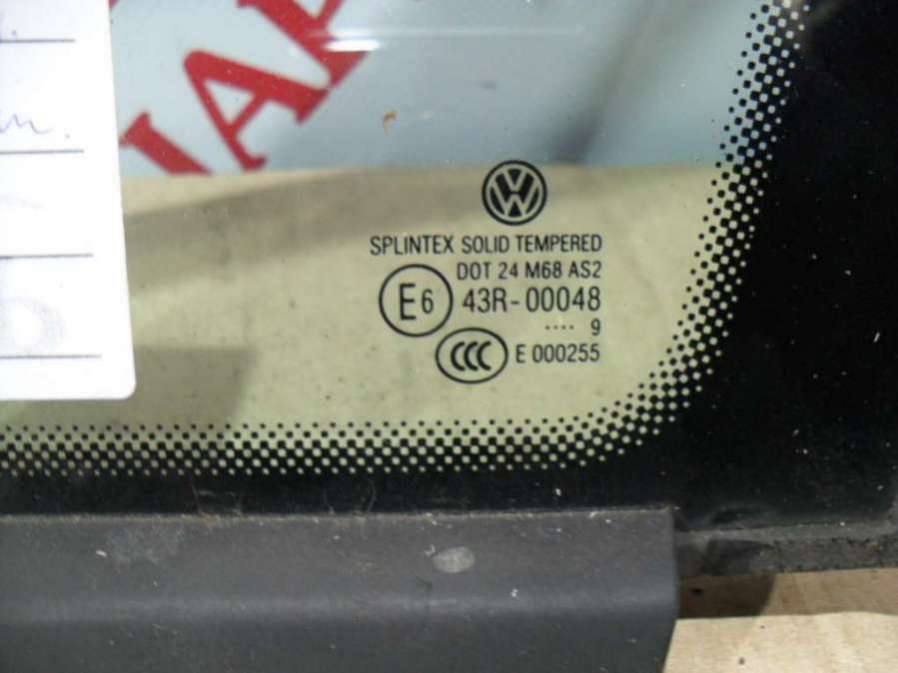 SPLINTEX SOLID TEMPERED
DOT 24 M68 AS2
E6 43R-00048
.... 9
CCC E 000255